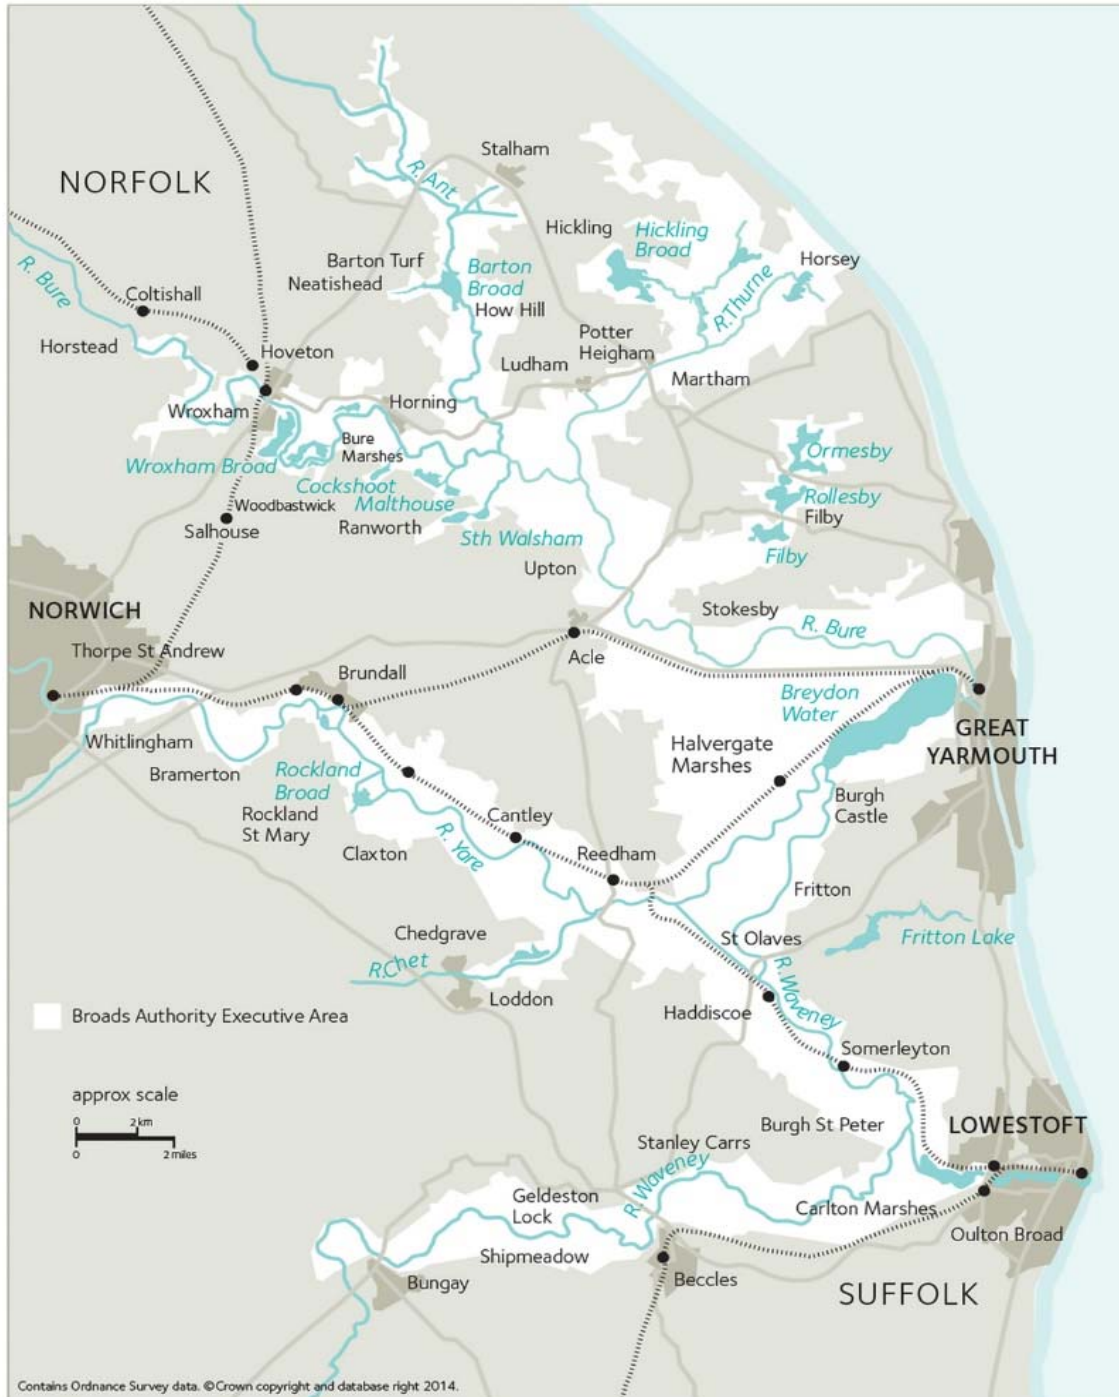 NORFOLK
Stalham
R. Ant
Hickling
Hickling
Broad
Horsey
Barton Turf
Neatishead
Barton
Broad
How Hill
R.Thurne
R. Bure
Coltishall
Horstead
Hoveton
Potter
Heigham
Ludham
Martham
Wroxham
Horning
Bure
Marshes
Wroxham Broad
Cockshoot
Malthouse
Ormesby
Rollesby
Filby
Filby
Woodbastwick
Salhouse
Ranworth
Sth Walsham
Upton
NORWICH
Thorpe St Andrew
Stokesby
R. Bure
Acle
Brundall
Breydon
Water
GREAT
YARMOUTH
Whitlingham
Bramerton
Halvergate
Marshes
Rockland
Broad
Rockland
St Mary
Burgh
Castle
Cantley
Claxton
R. Yare
Reedham
Fritton
Chedgrave
St Olaves
Fritton Lake
R.Chet
Loddon
R. Waveney
Haddiscoe
Broads Authority Executive Area
Somerleyton
approx scale
0 2km
0 2miles
Burgh St Peter
LOWESTOFT
Stanley Carrs
R. Waveney
Geldeston
Lock
Carlton Marshes
Oulton Broad
Shipmeadow
Bungay
Beccles
SUFFOLK
Contains Ordnance Survey data. ©Crown copyright and database right 2014.